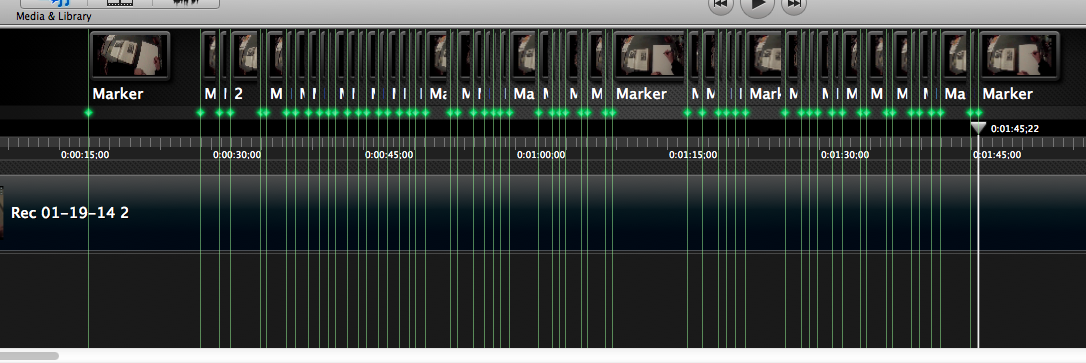 Media & Library
Marker M M 2 M I M M I M M M M M I Ma M M M Ma M M M M Marker M M M I Mark M M M M M M M M I Ma Marker
0:01:45;22
0:00:15;00 0:00:30;00 0:00:45;00 0:01:00;00 0:01:15;00 0:01:30;00 0:01:45;00
Rec 01-19-14 2